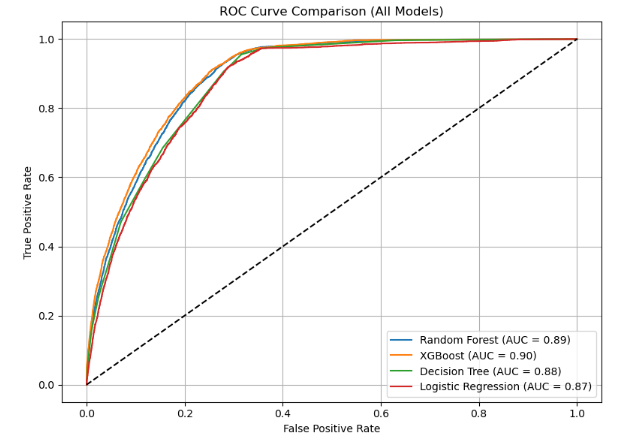 ROC Curve Comparison (All Models)
True Positive Rate
1.0
0.8
0.6
0.4
0.2
0.0
0.0 0.2 0.4 0.6 0.8 1.0
False Positive Rate
Random Forest (AUC = 0.89)
XGBoost (AUC = 0.90)
Decision Tree (AUC = 0.88)
Logistic Regression (AUC = 0.87)